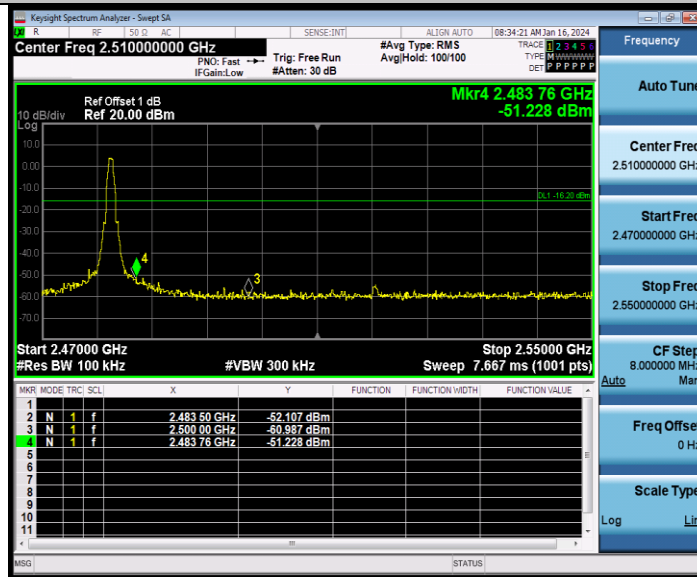 Keysight Spectrum Analyzer - Swept SA
R RF 50 Ω AC SENSE:INT ALIGN AUTO 08:34:21 AM Jan 16, 2024
Center Freq 2.510000000 GHz
PNO: Fast
IFGain:Low
Trig: Free Run
#Atten: 30 dB
#Avg Type: RMS
Avg|Hold: 100/100
TRACE 1 2 3 4 5 6
TYPE M W W W W W
DET P P P P P P
Mkr4 2.483 76 GHz
-51.228 dBm
Ref Offset 1 dB
10 dB/div Ref 20.00 dBm
Log
10.0
0.00
-10.0
DL1 -16.20 dBm
-20.0
-30.0
-40.0
4
-50.0
3
-60.0
-70.0
Start 2.47000 GHz Stop 2.55000 GHz
#Res BW 100 kHz #VBW 300 kHz Sweep 7.667 ms (1001 pts)
MKR MODE TRC SCL X Y FUNCTION FUNCTION WIDTH FUNCTION VALUE
1
2 N 1 f 2.483 50 GHz -52.107 dBm
3 N 1 f 2.500 00 GHz -60.987 dBm
4 N 1 f 2.483 76 GHz -51.228 dBm
5
6
7
8
9
10
11
MSG STATUS
Frequency
Auto Tune
Center Freq
2.510000000 GHz
Start Freq
2.470000000 GHz
Stop Freq
2.550000000 GHz
CF Step
8.000000 MHz
Auto Man
Freq Offset
0 Hz
Scale Type
Log Lin